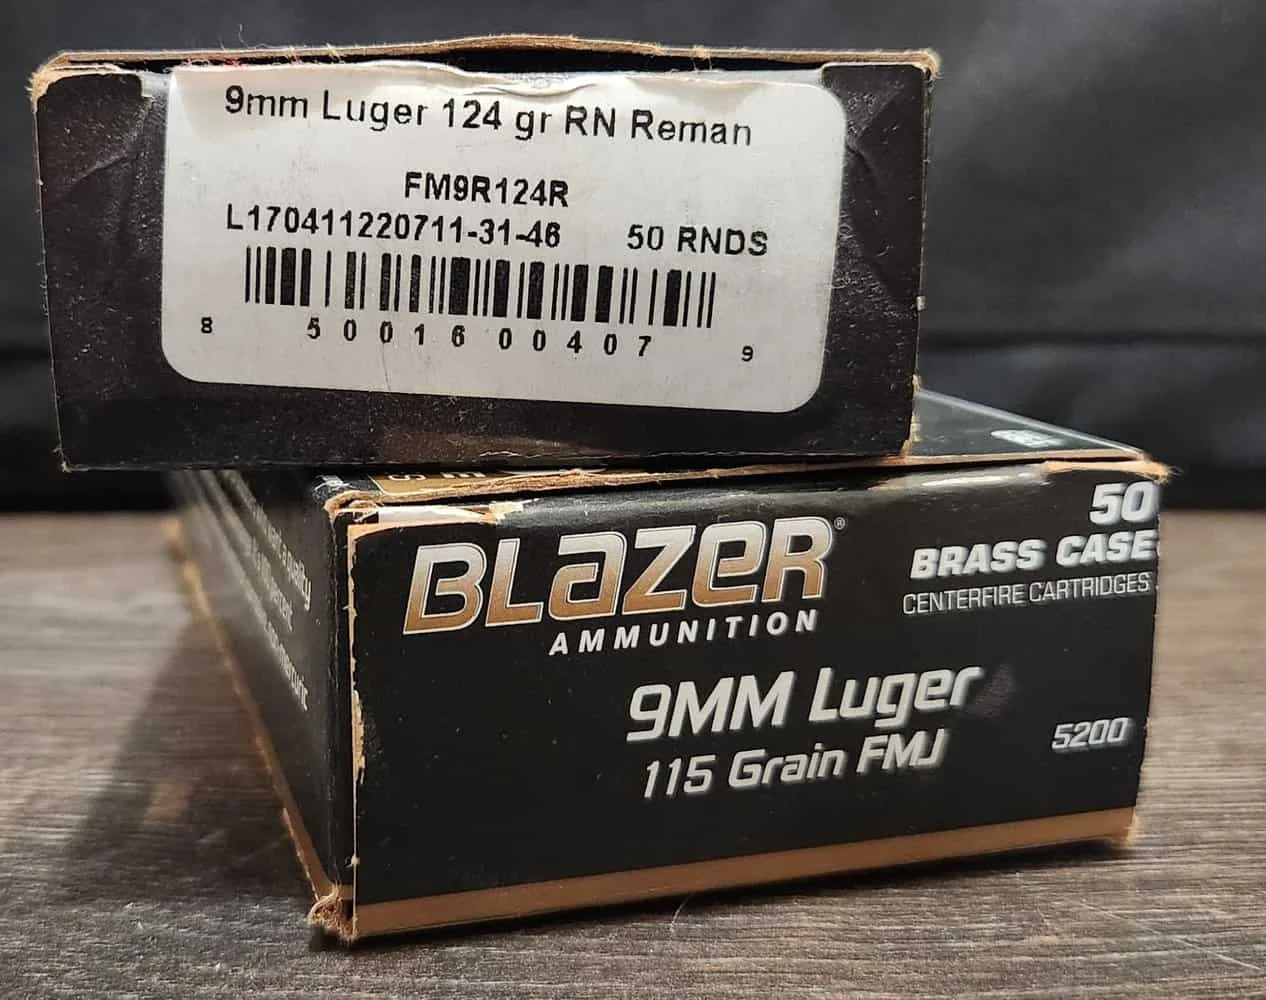 9mm Luger 124 gr RN Reman
FM9R124R
L170411220711-31-46 50 RNDS
8 50016 00407 9
BLaZeR®
AMMUNITION
50
BRASS CASE
CENTERFIRE CARTRIDGES
9MM Luger
115 Grain FMJ
5200